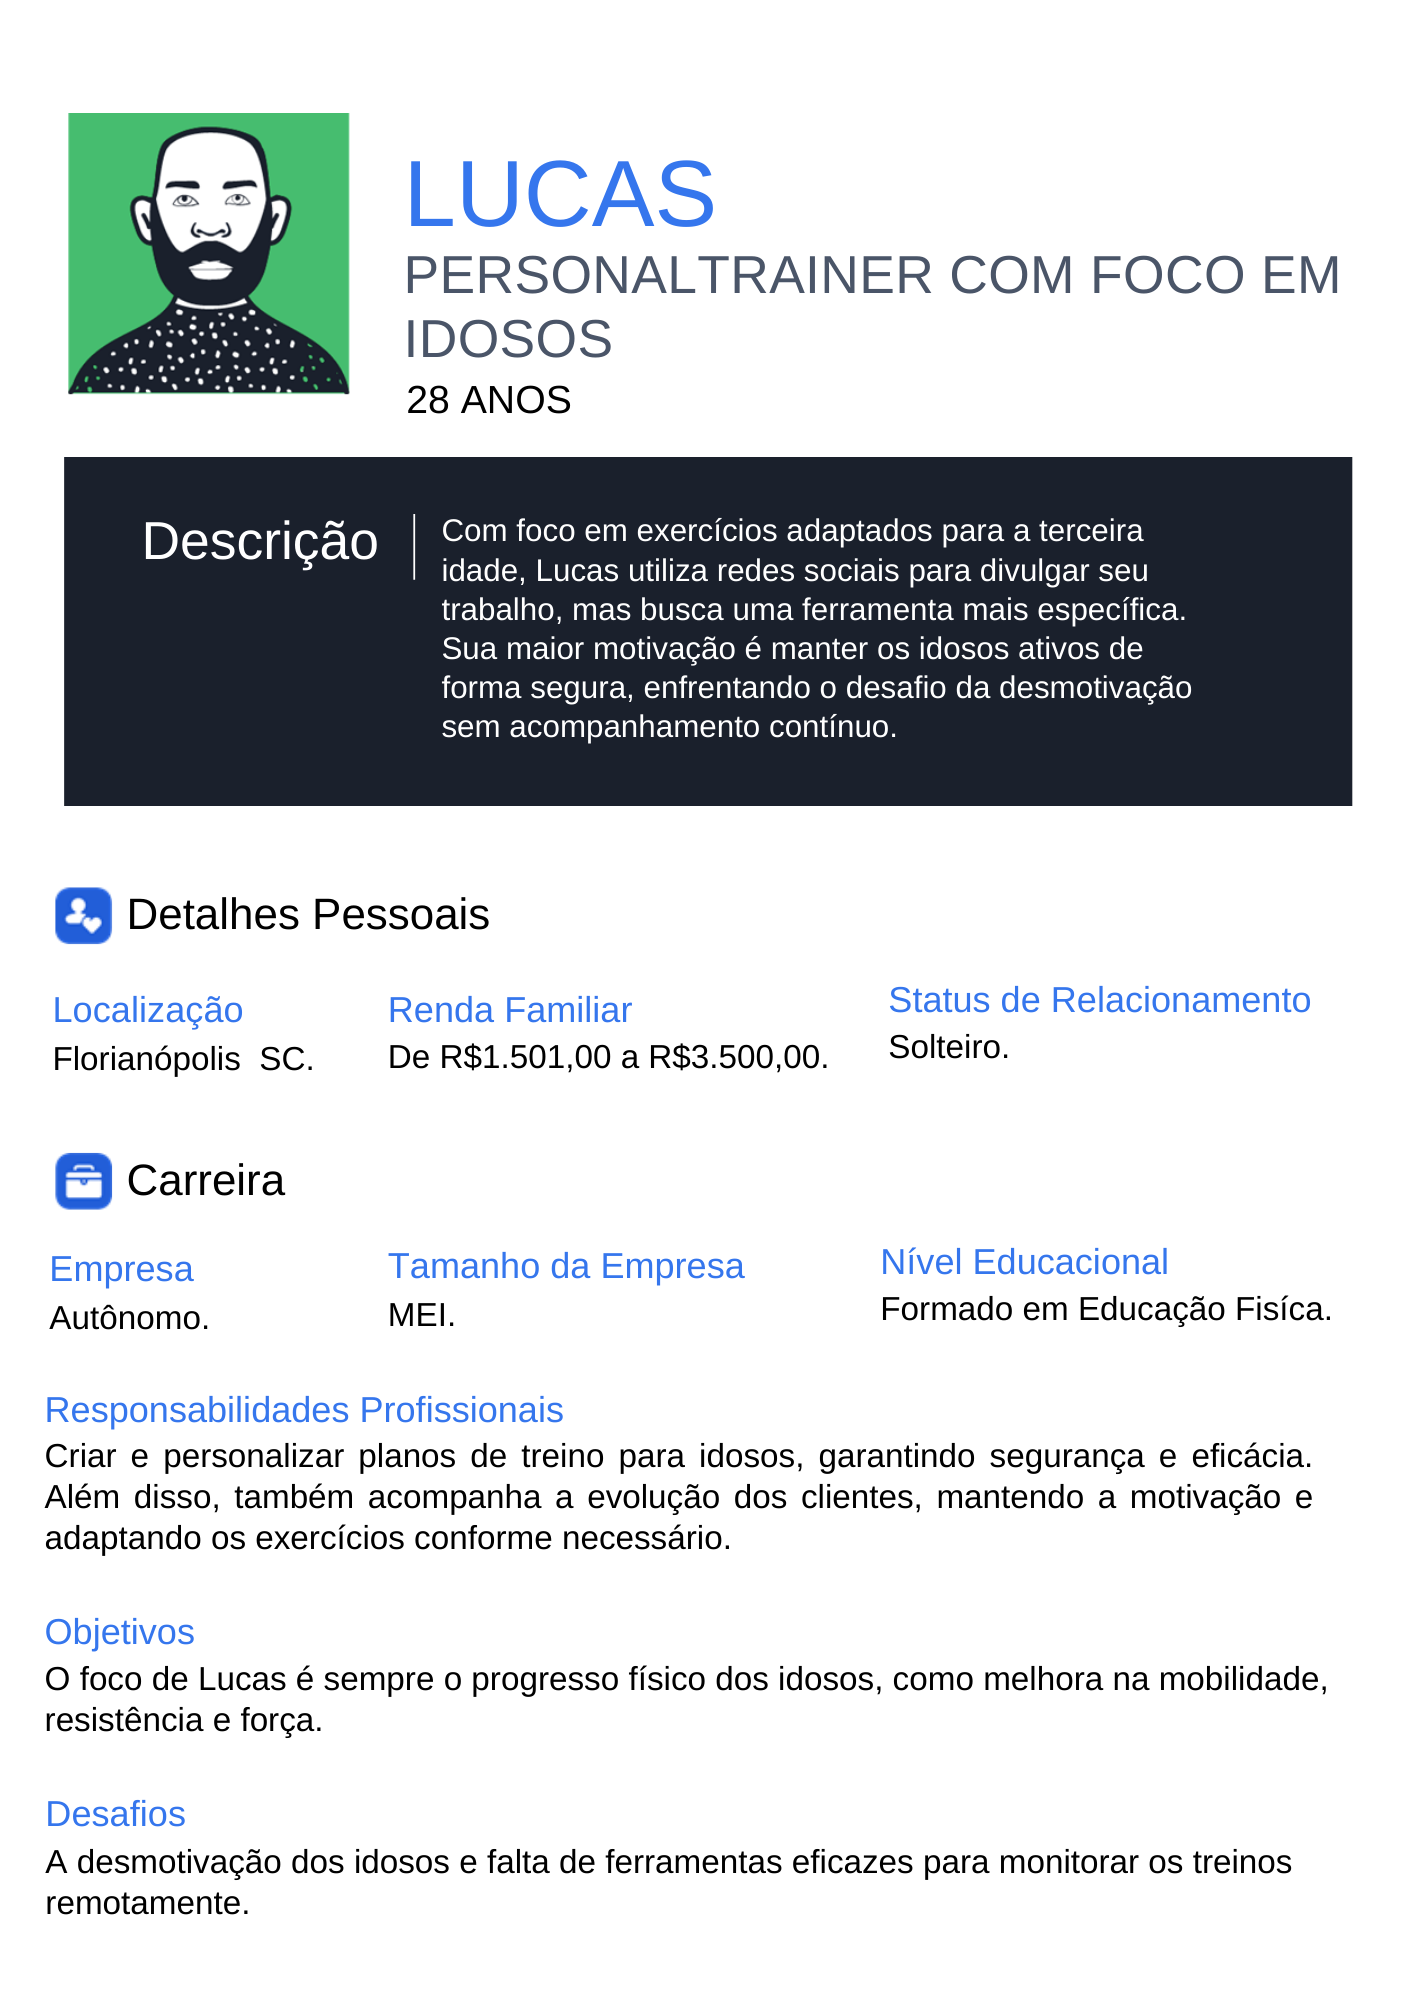 LUCAS
PERSONALTRAINER COM FOCO EM
IDOSOS
28 ANOS
Descrição
Com foco em exercícios adaptados para a terceira
idade, Lucas utiliza redes sociais para divulgar seu
trabalho, mas busca uma ferramenta mais específica.
Sua maior motivação é manter os idosos ativos de
forma segura, enfrentando o desafio da desmotivação
sem acompanhamento contínuo.
Detalhes Pessoais
Localização
Florianópolis  SC.
Renda Familiar
De R$1.501,00 a R$3.500,00.
Status de Relacionamento
Solteiro.
Carreira
Empresa
Autônomo.
Tamanho da Empresa
MEI.
Nível Educacional
Formado em Educação Fisíca.
Responsabilidades Profissionais
Criar e personalizar planos de treino para idosos, garantindo segurança e eficácia.
Além disso, também acompanha a evolução dos clientes, mantendo a motivação e
adaptando os exercícios conforme necessário.
Objetivos
O foco de Lucas é sempre o progresso físico dos idosos, como melhora na mobilidade,
resistência e força.
Desafios
A desmotivação dos idosos e falta de ferramentas eficazes para monitorar os treinos
remotamente.